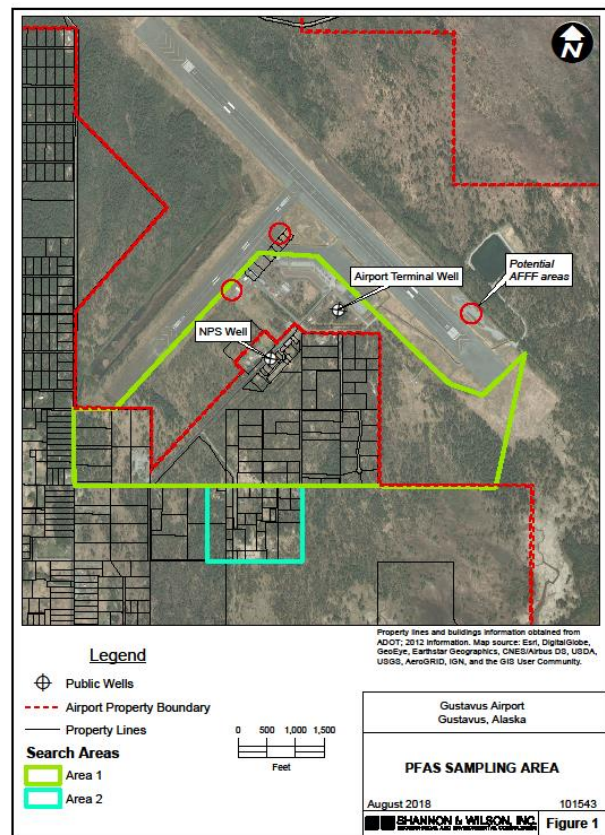 N
Potential
AFFF areas
Airport Terminal Well
NPS Well
Property lines and buildings information obtained from
ADOT; 2012 information. Map source: Esri, DigitalGlobe,
GeoEye, Earthstar Geographics, CNES/Airbus DS, USDA,
USGS, AeroGRID, IGN, and the GIS User Community.
Legend
Public Wells
Airport Property Boundary
Property Lines
Search Areas
Area 1
Area 2
0 500 1,000 1,500
Feet
Gustavus Airport
Gustavus, Alaska
PFAS SAMPLING AREA
August 2018 101543
SHANNON & WILSON, INC.
Figure 1